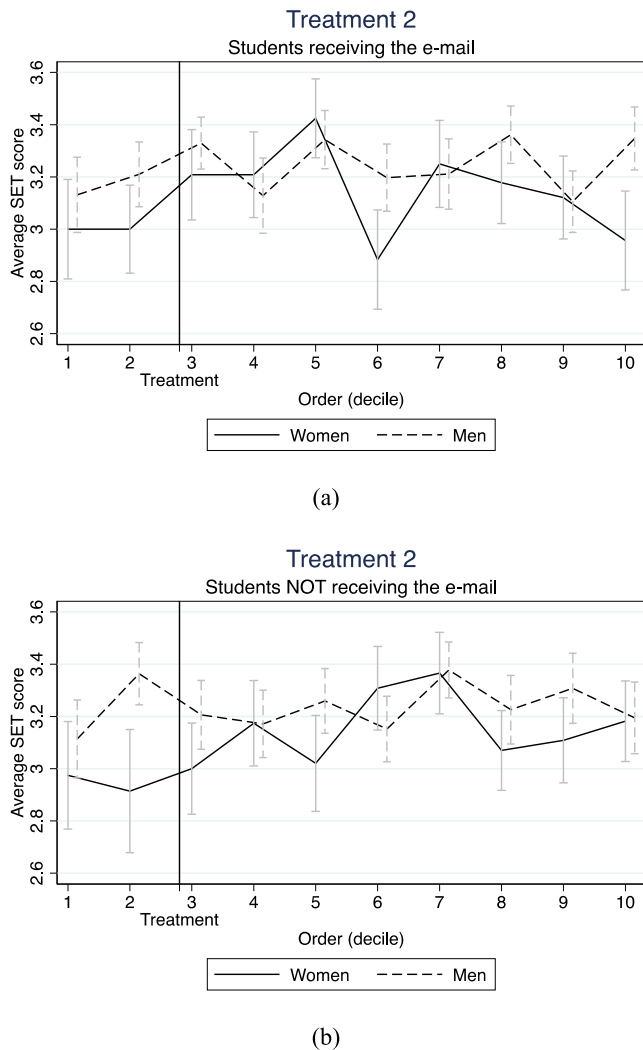 Treatment 2
Students receiving the e-mail
Average SET score
3.6
3.4
3.2
3
2.8
2.6
1 2 3 4 5 6 7 8 9 10
Treatment
Order (decile)
Women Men
(a)
Treatment 2
Students NOT receiving the e-mail
Average SET score
3.6
3.4
3.2
3
2.8
2.6
1 2 3 4 5 6 7 8 9 10
Treatment
Order (decile)
Women Men
(b)